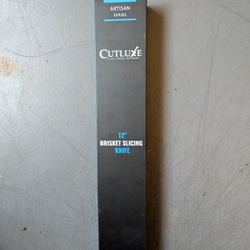 ARTISAN
SERIES
CUTLUXE
12"
BRISKET SLICING
KNIFE